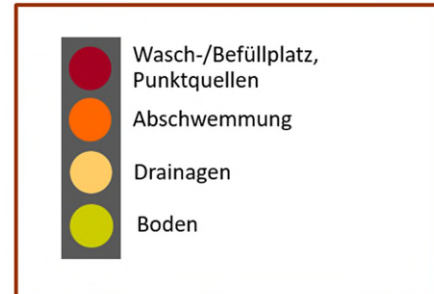 Wasch-/Befüllplatz,
Punktquellen
Abschwemmung
Drainagen
Boden